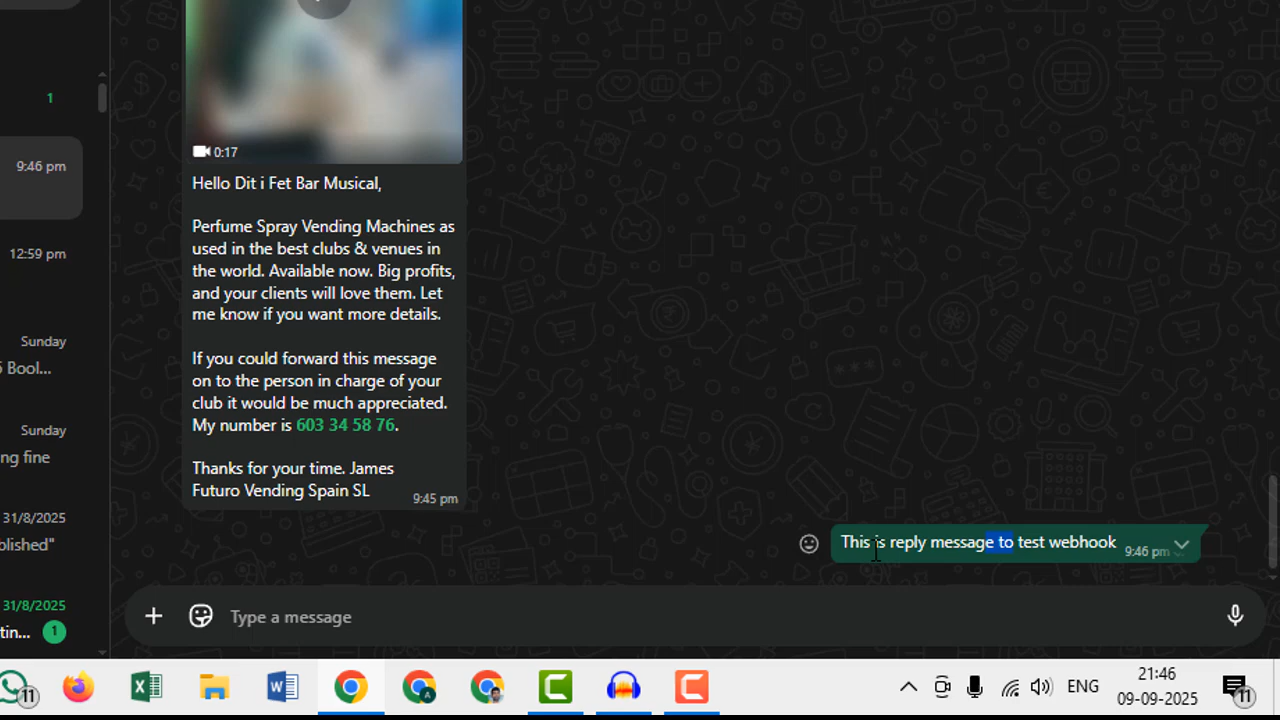 1
9:46 pm
12:59 pm
Sunday
Bool...
Sunday
ng fine
31/8/2025
olished"
31/8/2025
tin...
1
0:17
Hello Dit i Fet Bar Musical,
Perfume Spray Vending Machines as
used in the best clubs & venues in
the world. Available now. Big profits,
and your clients will love them. Let
me know if you want more details.
If you could forward this message
on to the person in charge of your
club it would be much appreciated.
My number is 603 34 58 76.
Thanks for your time. James
Futuro Vending Spain SL
9:45 pm
This is reply message to test webhook
9:46 pm
Type a message
11
ENG
21:46
09-09-2025
11